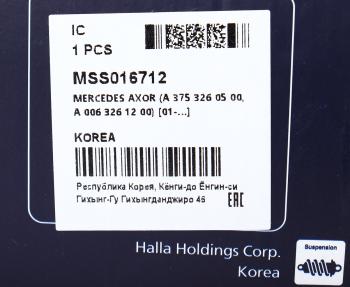 IC
1 PCS
MSS016712
MERCEDES AXOR (A 375 326 05 00,
A 006 326 12 00) [01-...]
KOREA
Республика Корея, Кёнги-до Ёнгин-си
Гихынг-Гу Гихынгданджиро 46
EAC
Halla Holdings Corp.
Korea
Suspension